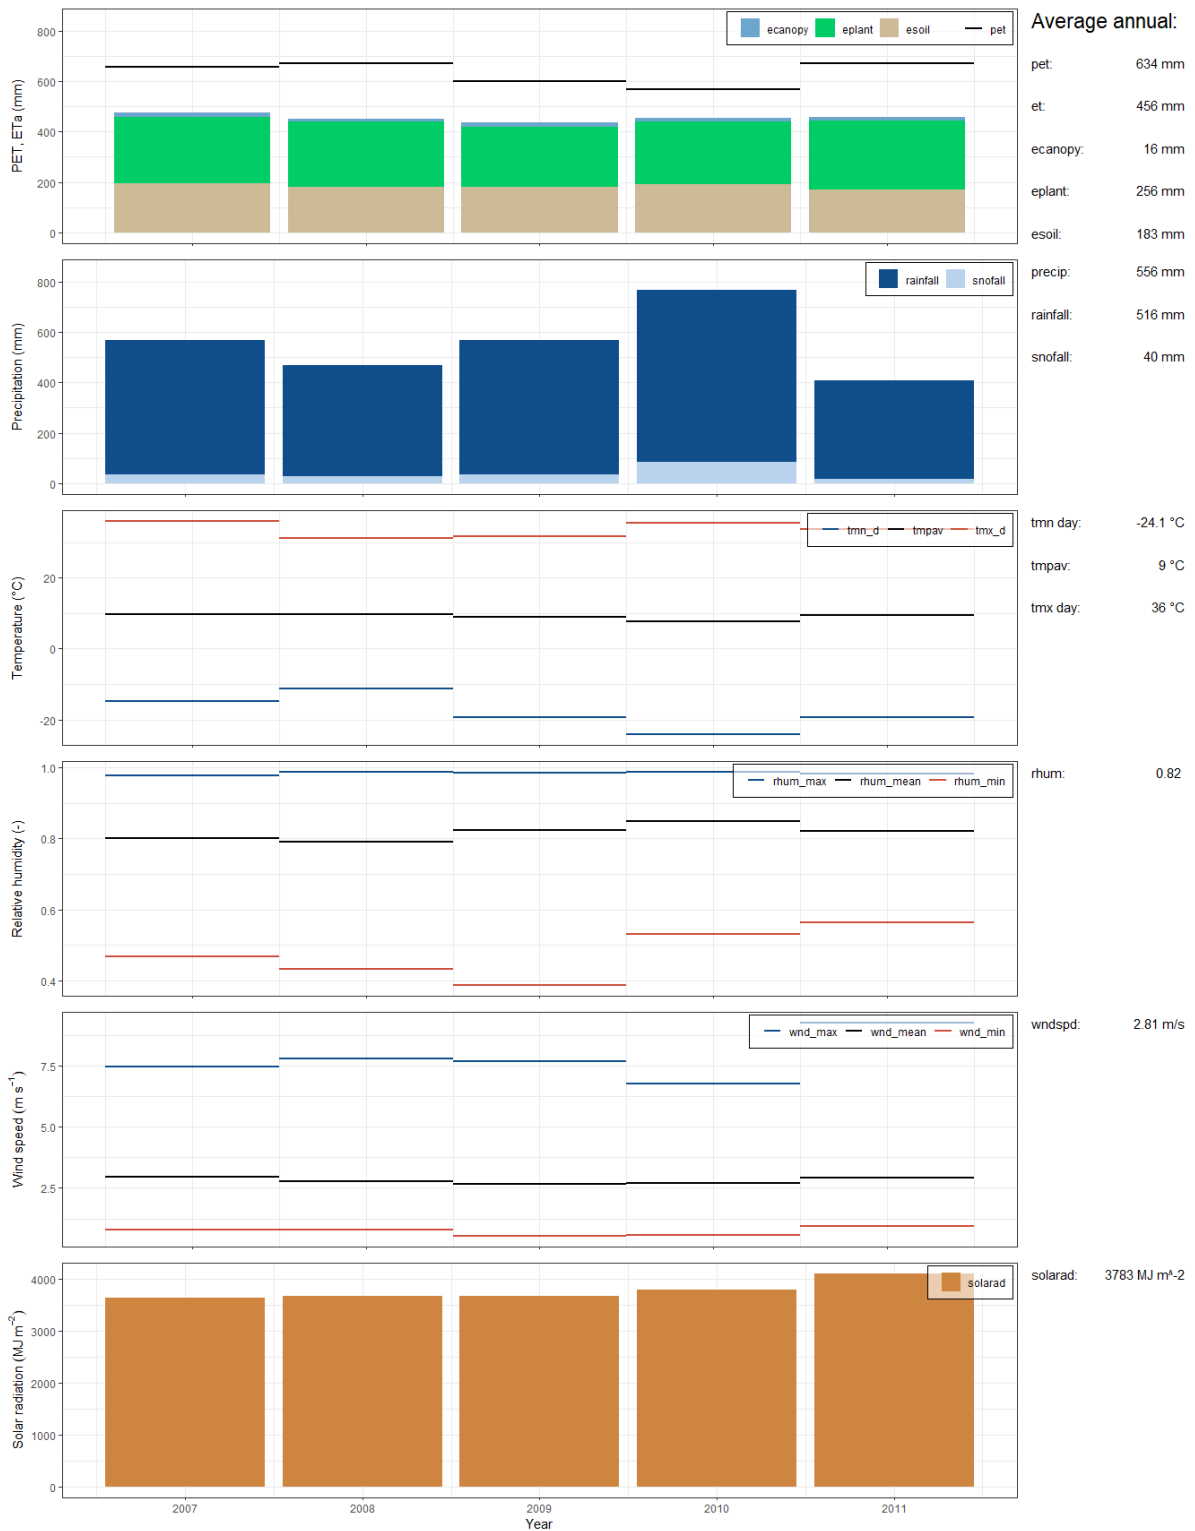 Average annual:
ecanopy eplant esoil pet
PET, ETa (mm)
800
600
400
200
0
pet: 634 mm
et: 456 mm
ecanopy: 16 mm
eplant: 256 mm
esoil: 183 mm
rainfall snofall
Precipitation (mm)
800
600
400
200
0
precip: 556 mm
rainfall: 516 mm
snofall: 40 mm
tmn_d tmpav tmx_d
Temperature (°C)
20
0
-20
tmn day: -24.1 °C
tmpav: 9 °C
tmx day: 36 °C
rhum_max rhum_mean rhum_min
Relative humidity (-)
1.0
0.8
0.6
0.4
rhum: 0.82
wnd_max wnd_mean wnd_min
Wind speed (m s⁻¹)
7.5
5.0
2.5
wndspd: 2.81 m/s
solarad
Solar radiation (MJ m⁻²)
4000
3000
2000
1000
0
solarad: 3783 MJ m^-2
2007 2008 2009 2010 2011
Year